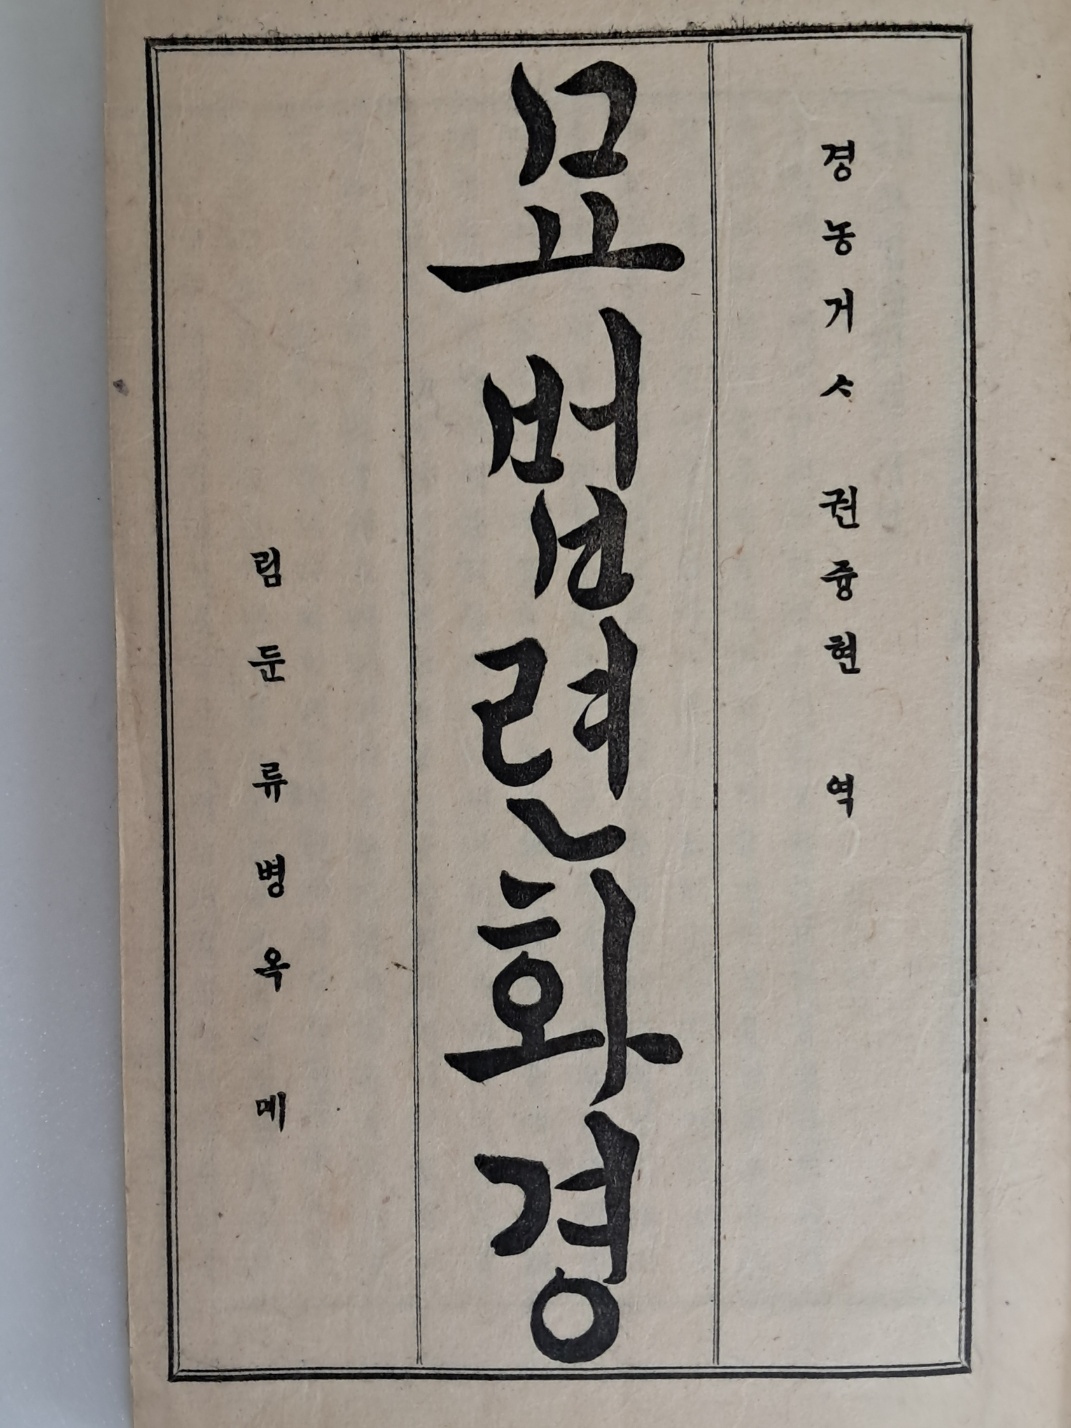 경농거ᄉᆞ 권즁현 역
묘법련화경
림둔 류병옥 뎨